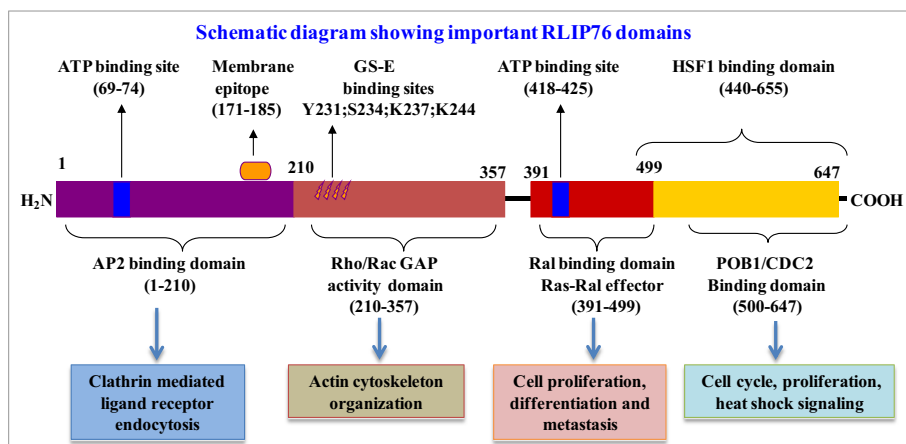 Schematic diagram showing important RLIP76 domains
ATP binding site
(69-74)
Membrane
epitope
(171-185)
GS-E
binding sites
Y231;S234;K237;K244
ATP binding site
(418-425)
HSF1 binding domain
(440-655)
1
210
357
391
499
647
H₂N
COOH
AP2 binding domain
(1-210)
Rho/Rac GAP
activity domain
(210-357)
Ral binding domain
Ras-Ral effector
(391-499)
POB1/CDC2
Binding domain
(500-647)
Clathrin mediated
ligand receptor
endocytosis
Actin cytoskeleton
organization
Cell proliferation,
differentiation and
metastasis
Cell cycle, proliferation,
heat shock signaling